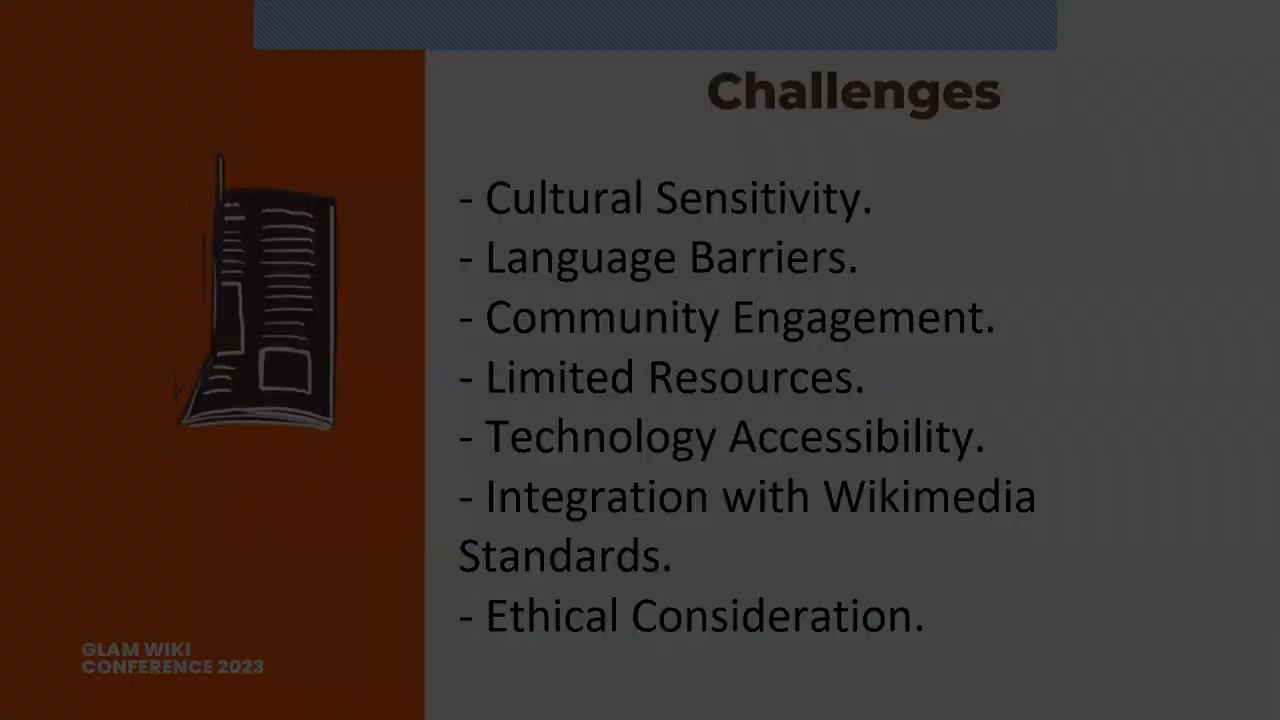 Challenges
- Cultural Sensitivity.
- Language Barriers.
- Community Engagement.
- Limited Resources.
- Technology Accessibility.
- Integration with Wikimedia
Standards.
- Ethical Consideration.
GLAM WIKI
CONFERENCE 2023